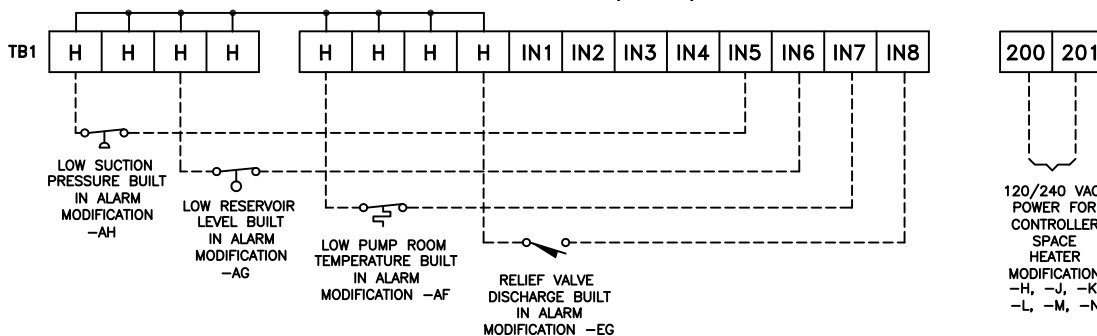 TB1 H H H H H H H H IN1 IN2 IN3 IN4 IN5 IN6 IN7 IN8 200 201
LOW SUCTION
PRESSURE BUILT
IN ALARM
MODIFICATION
-AH
LOW RESERVOIR
LEVEL BUILT
IN ALARM
MODIFICATION
-AG
LOW PUMP ROOM
TEMPERATURE BUILT
IN ALARM
MODIFICATION -AF
RELIEF VALVE
DISCHARGE BUILT
IN ALARM
MODIFICATION -EG
120/240 VAC
POWER FOR
CONTROLLER
SPACE
HEATER
MODIFICATION
-H, -J, -K
-L, -M, -N